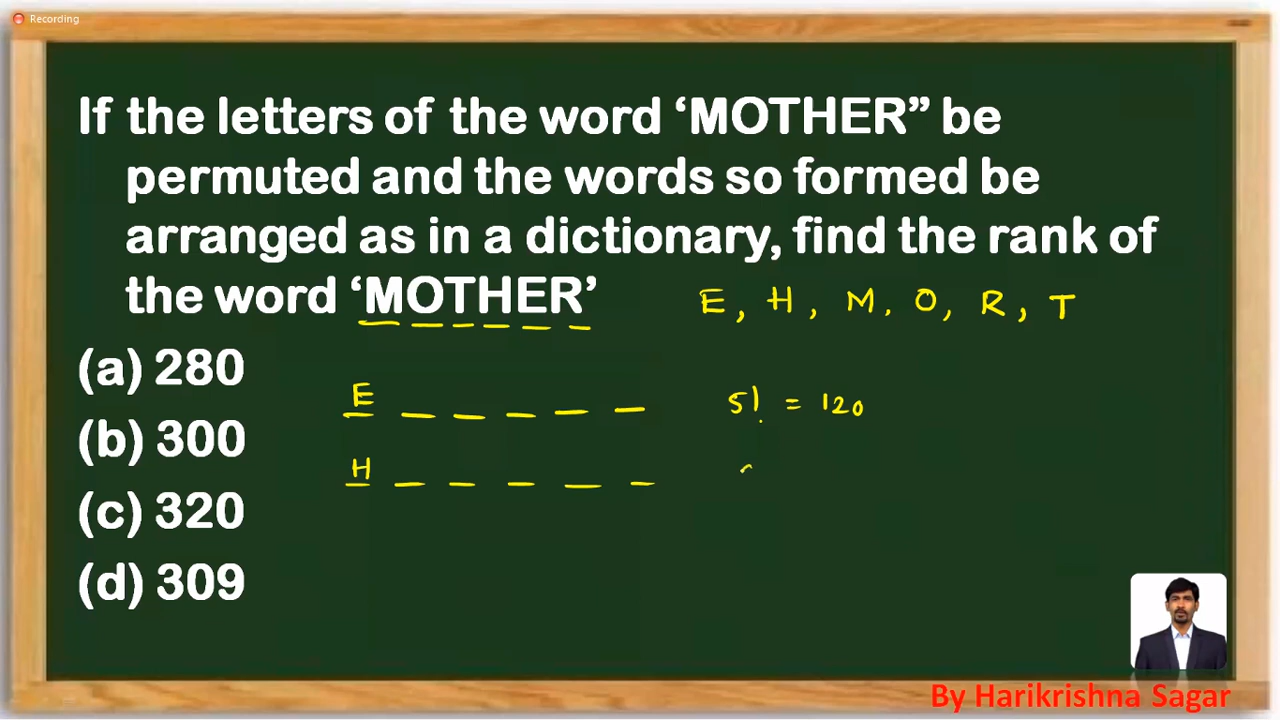 Recording
If the letters of the word ‘MOTHER” be
permuted and the words so formed be
arranged as in a dictionary, find the rank of
the word ‘MOTHER’
E, H, M, O, R, T
(a) 280
(b) 300
(c) 320
(d) 309
E _ _ _ _ _ 5! = 120
H _ _ _ _ _
By Harikrishna Sagar